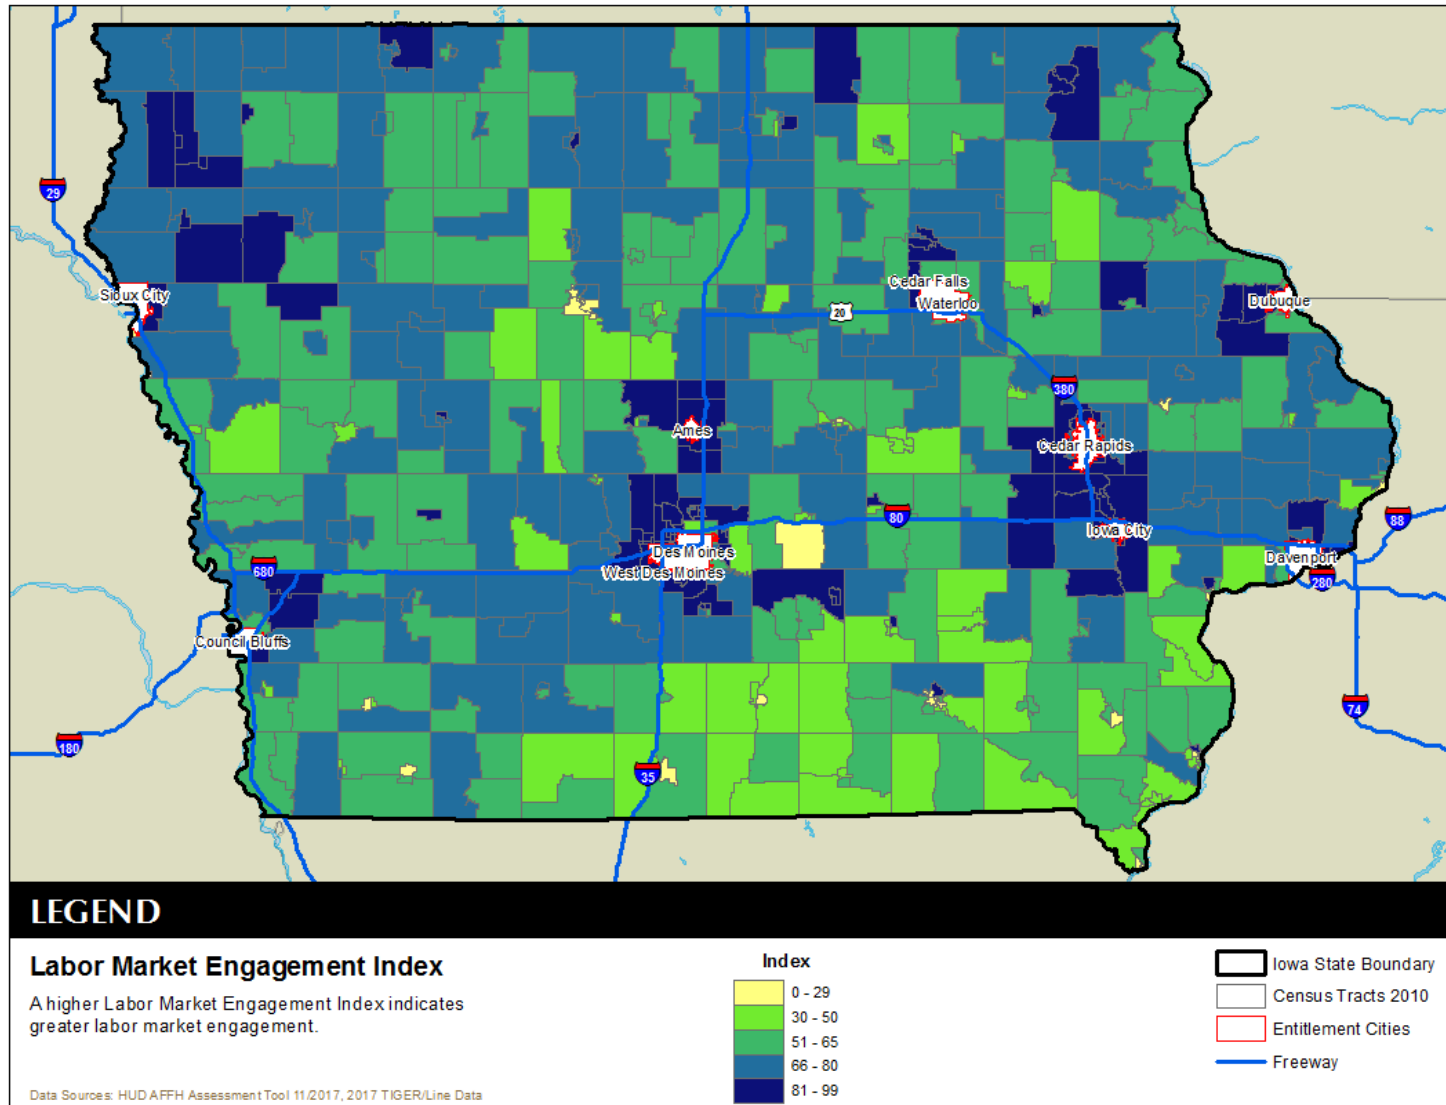 29
Sioux City
Cedar Falls
Waterloo
20
Dubuque
380
Ames
Cedar Rapids
80
Iowa City
88
Des Moines
West Des Moines
Davenport
680
280
Council Bluffs
74
180
35
LEGEND
Labor Market Engagement Index
A higher Labor Market Engagement Index indicates
greater labor market engagement.
Data Sources: HUD AFFH Assessment Tool 11/2017, 2017 TIGER/Line Data
Index
0 - 29
30 - 50
51 - 65
66 - 80
81 - 99
Iowa State Boundary
Census Tracts 2010
Entitlement Cities
Freeway